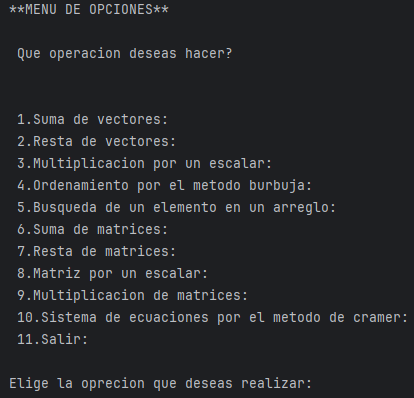 **MENU DE OPCIONES**
Que operacion deseas hacer?
1.Suma de vectores:
2.Resta de vectores:
3.Multiplicacion por un escalar:
4.Ordenamiento por el metodo burbuja:
5.Busqueda de un elemento en un arreglo:
6.Suma de matrices:
7.Resta de matrices:
8.Matriz por un escalar:
9.Multiplicacion de matrices:
10.Sistema de ecuaciones por el metodo de cramer:
11.Salir:
Elige la oprecion que deseas realizar: